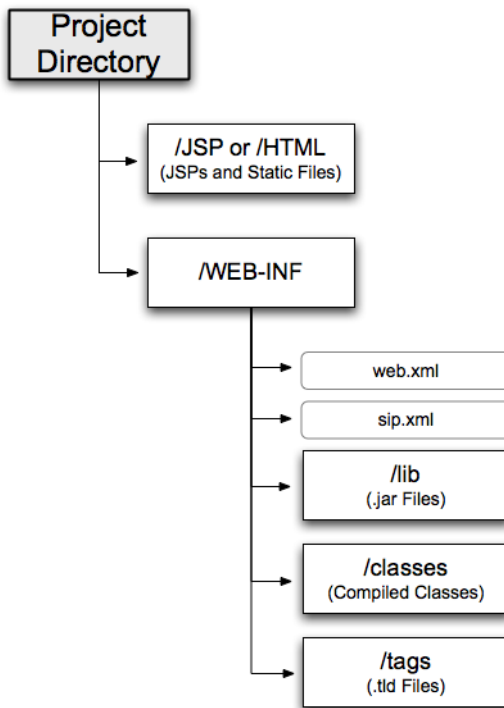 Project
Directory
/JSP or /HTML
(JSPs and Static Files)
/WEB-INF
web.xml
sip.xml
/lib
(.jar Files)
/classes
(Compiled Classes)
/tags
(.tld Files)